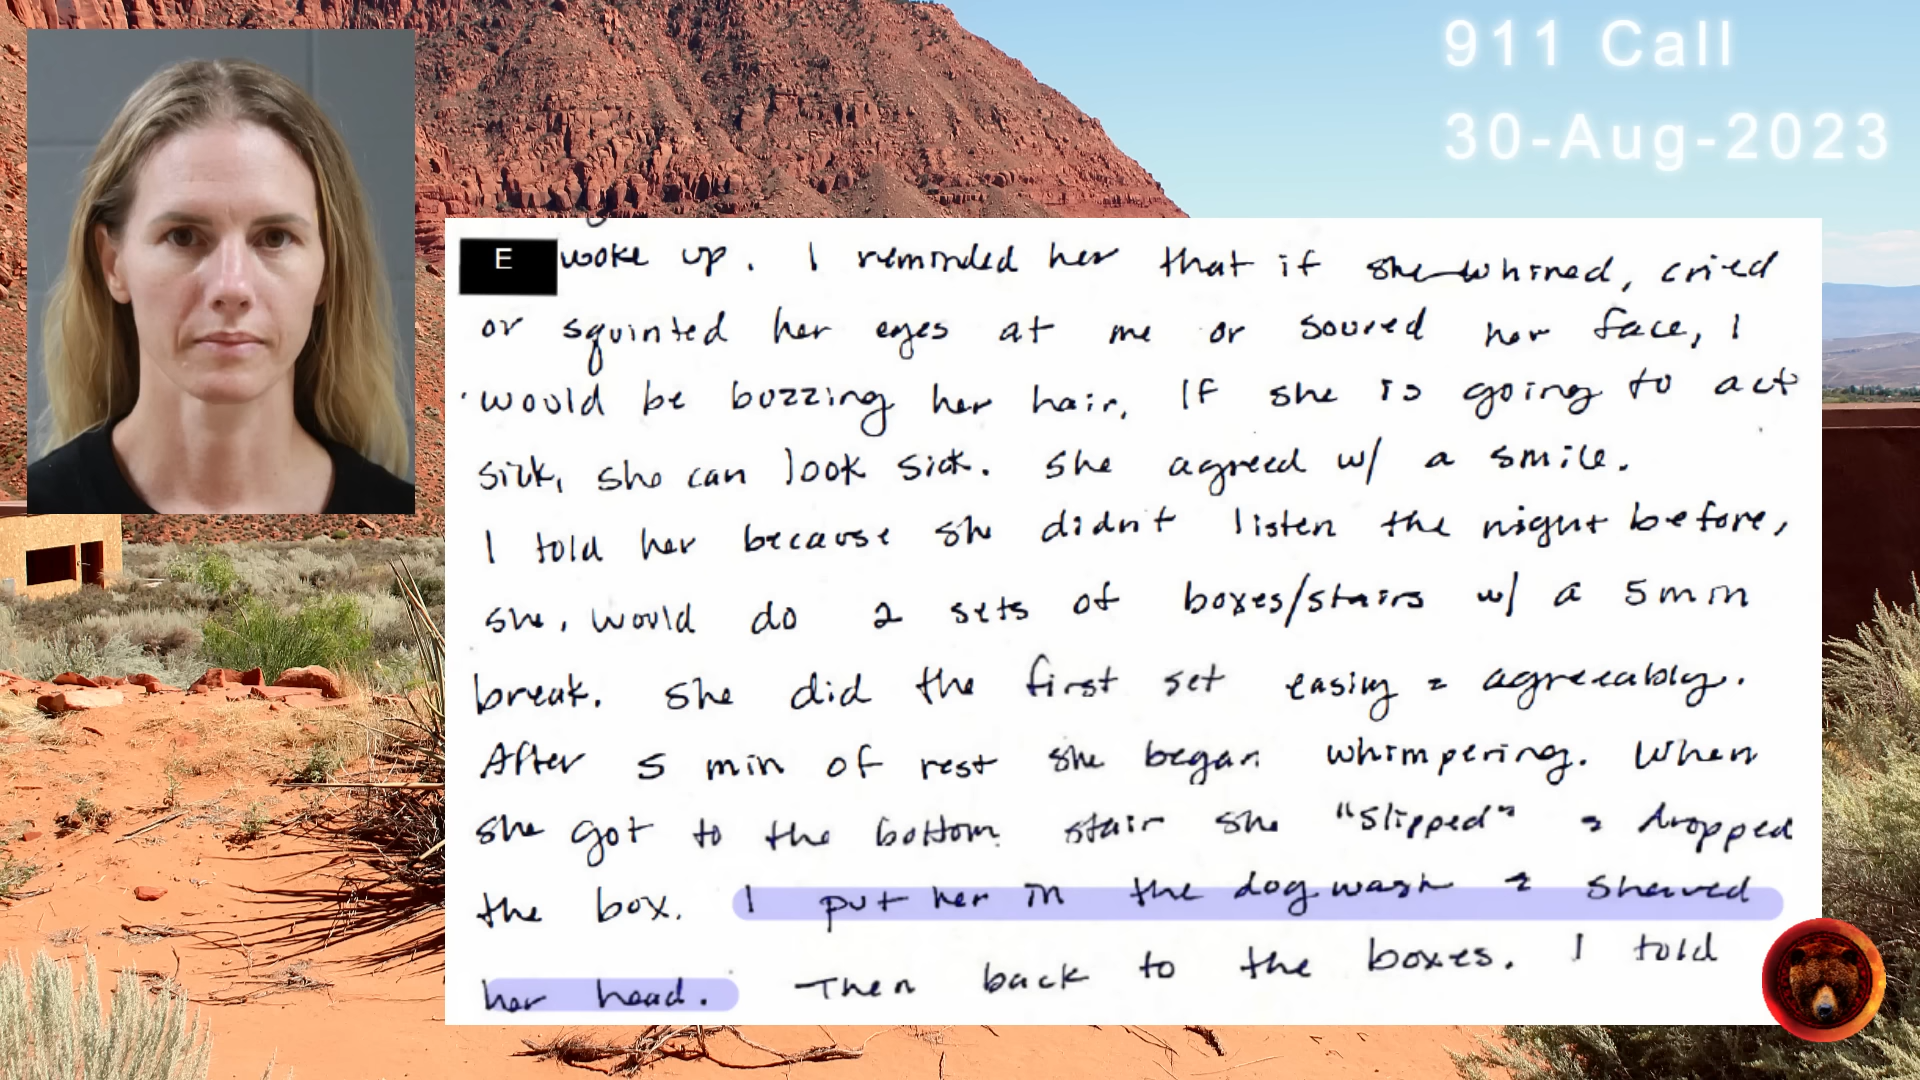 911 Call
30-Aug-2023
E woke up. I reminded her that if she whined, cried
or squinted her eyes at me or soured her face, I
would be buzzing her hair. If she is going to act
sick, she can look sick. She agreed w/ a smile.
I told her because she didn't listen the night before,
she, would do 2 sets of boxes/stairs w/ a 5 min
break. She did the first set easily & agreeably.
After 5 min of rest she began whimpering. When
she got to the bottom stair she "slipped" & dropped
the box. I put her in the dog wash & shaved
her head. Then back to the boxes. I told